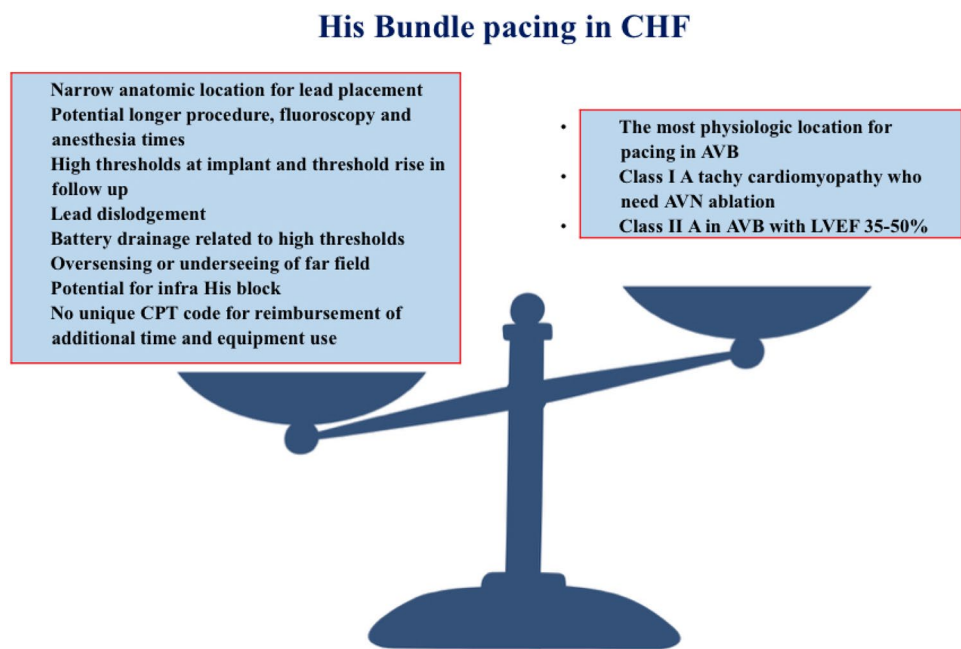 His Bundle pacing in CHF
Narrow anatomic location for lead placement
Potential longer procedure, fluoroscopy and
anesthesia times
High thresholds at implant and threshold rise in
follow up
Lead dislodgement
Battery drainage related to high thresholds
Oversensing or underseeing of far field
Potential for infra His block
No unique CPT code for reimbursement of
additional time and equipment use
• The most physiologic location for
pacing in AVB
• Class I A tachy cardiomyopathy who
need AVN ablation
• Class II A in AVB with LVEF 35-50%